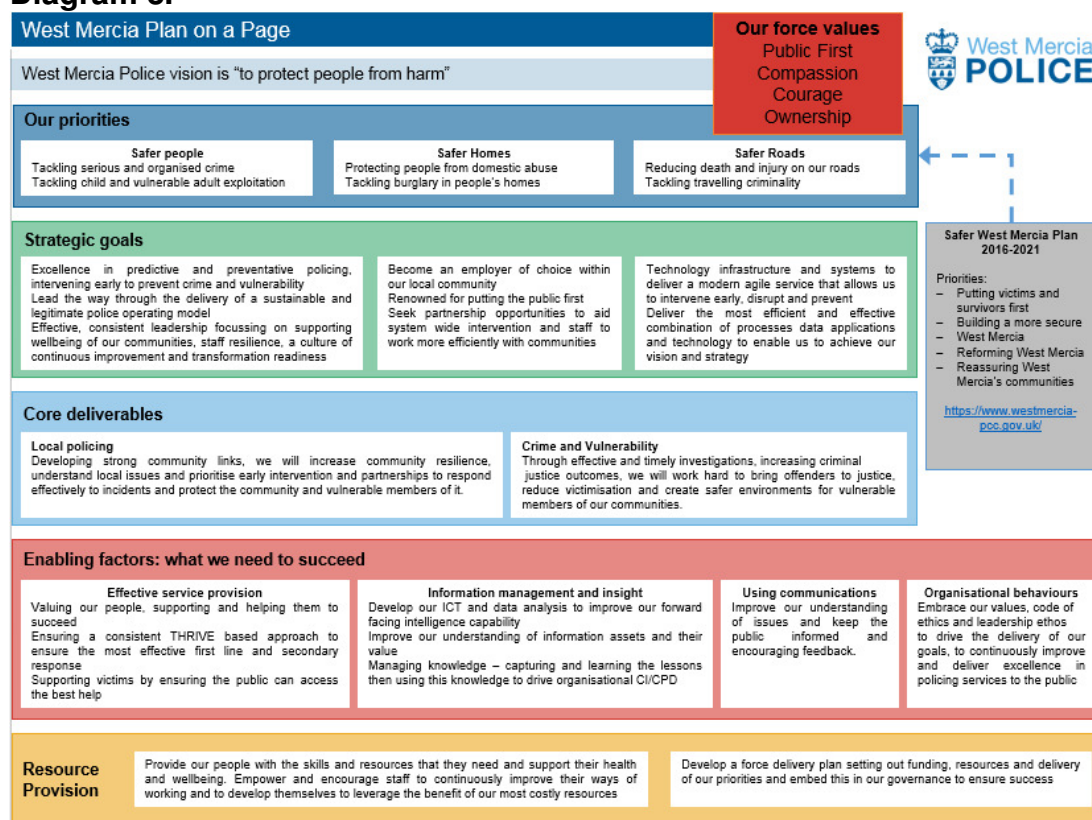 Diagram 3.
West Mercia Plan on a Page
Our force values
Public First
Compassion
Courage
Ownership
West Mercia
POLICE
West Mercia Police vision is “to protect people from harm”
Our priorities
Safer people
Tackling serious and organised crime
Tackling child and vulnerable adult exploitation
Safer Homes
Protecting people from domestic abuse
Tackling burglary in people's homes
Safer Roads
Reducing death and injury on our roads
Tackling travelling criminality
Strategic goals
Excellence in predictive and preventative policing,
intervening early to prevent crime and vulnerability
Lead the way through the delivery of a sustainable and
legitimate police operating model
Effective, consistent leadership focussing on supporting
wellbeing of our communities, staff resilience, a culture of
continuous improvement and transformation readiness
Become an employer of choice within
our local community
Renowned for putting the public first
Seek partnership opportunities to aid
system wide intervention and staff to
work more efficiently with communities
Technology infrastructure and systems to
deliver a modern agile service that allows us
to intervene early, disrupt and prevent
Deliver the most efficient and effective
combination of processes data applications
and technology to enable us to achieve our
vision and strategy
Safer West Mercia Plan
2016-2021
Priorities:
– Putting victims and
survivors first
– Building a more secure
– West Mercia
– Reforming West Mercia
– Reassuring West
Mercia's communities
https://www.westmercia-
pcc.gov.uk/
Core deliverables
Local policing
Developing strong community links, we will increase community resilience,
understand local issues and prioritise early intervention and partnerships to respond
effectively to incidents and protect the community and vulnerable members of it.
Crime and Vulnerability
Through effective and timely investigations, increasing criminal
justice outcomes, we will work hard to bring offenders to justice,
reduce victimisation and create safer environments for vulnerable
members of our communities.
Enabling factors: what we need to succeed
Effective service provision
Valuing our people, supporting and helping them to
succeed
Ensuring a consistent THRIVE based approach to
ensure the most effective first line and secondary
response
Supporting victims by ensuring the public can access
the best help
Information management and insight
Develop our ICT and data analysis to improve our forward
facing intelligence capability
Improve our understanding of information assets and their
value
Managing knowledge – capturing and learning the lessons
then using this knowledge to drive organisational CI/CPD
Using communications
Improve our understanding
of issues and keep the
public informed and
encouraging feedback.
Organisational behaviours
Embrace our values, code of
ethics and leadership ethos
to drive the delivery of our
goals, to continuously improve
and deliver excellence in
policing services to the public
Resource
Provision
Provide our people with the skills and resources that they need and support their health
and wellbeing. Empower and encourage staff to continuously improve their ways of
working and to develop themselves to leverage the benefit of our most costly resources
Develop a force delivery plan setting out funding, resources and delivery
of our priorities and embed this in our governance to ensure success